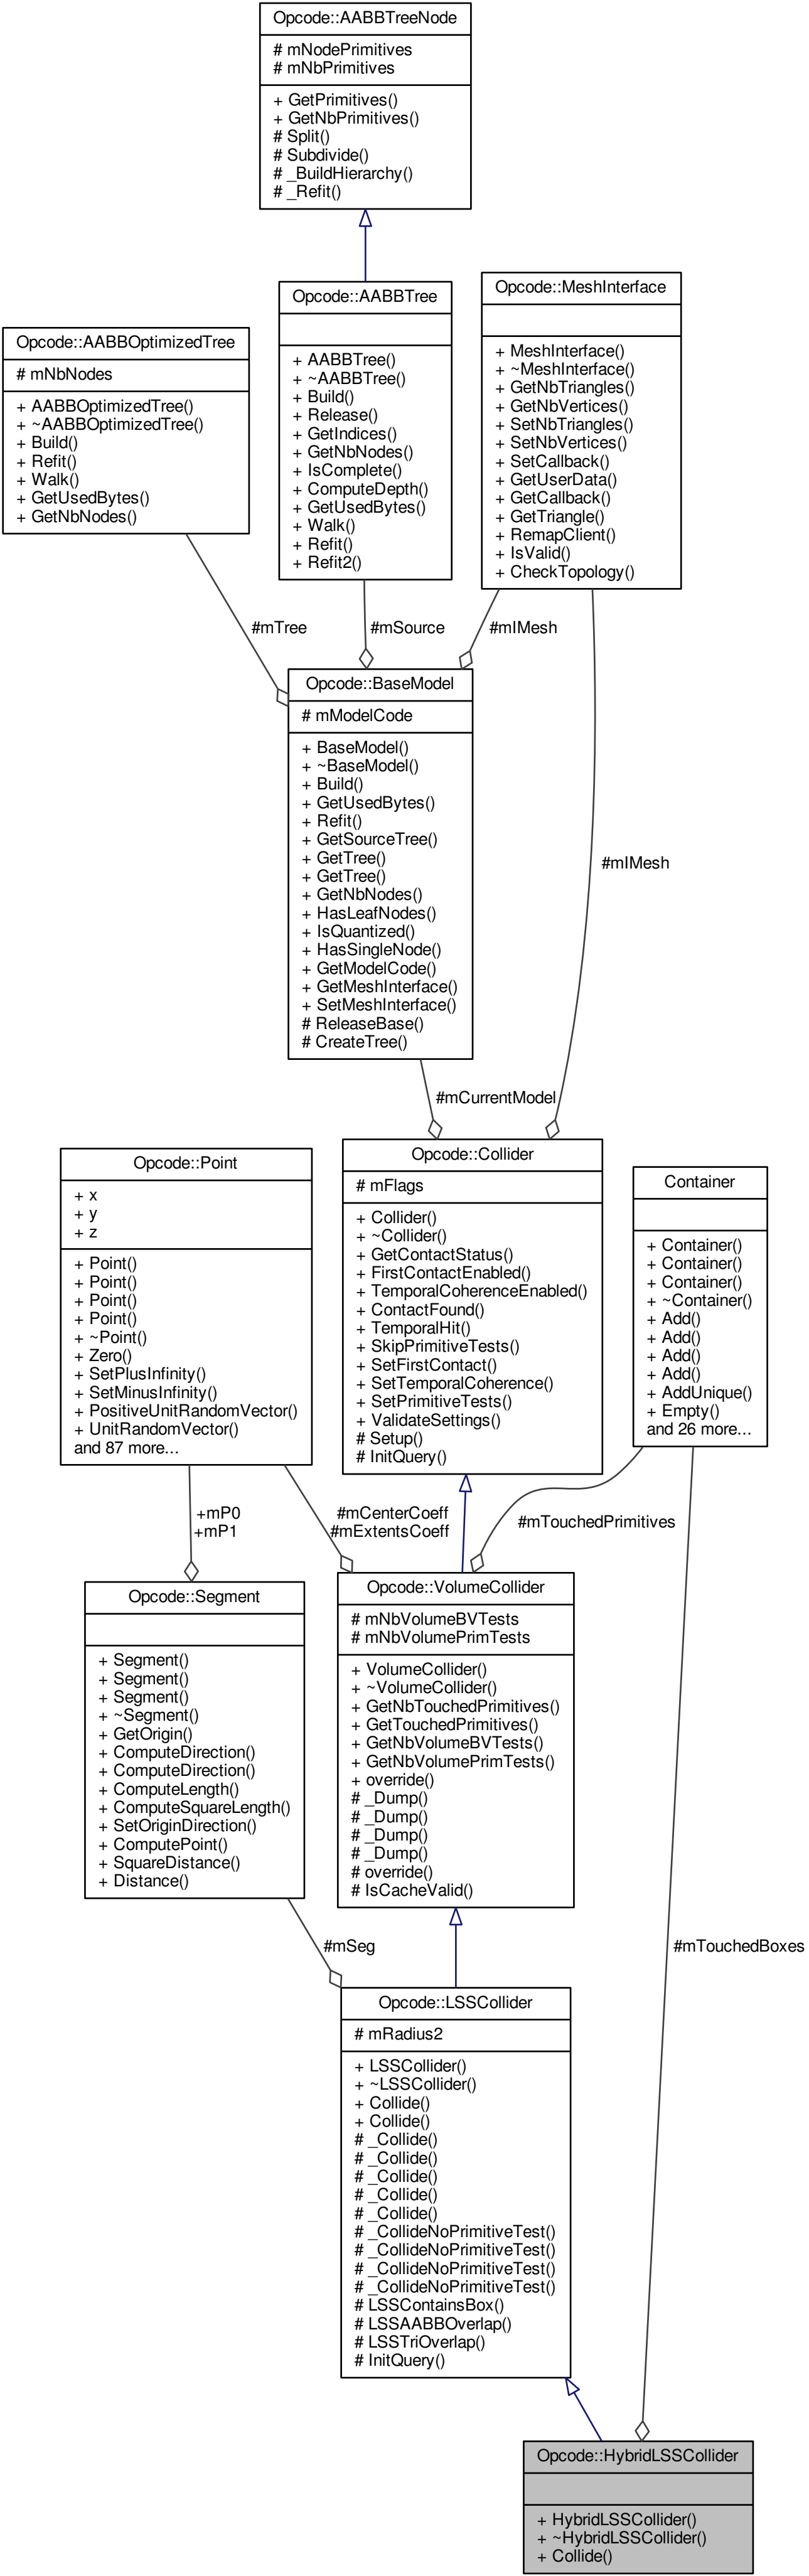 Opcode::AABBTreeNode
# mNodePrimitives
# mNbPrimitives
+ GetPrimitives()
+ GetNbPrimitives()
# Split()
# Subdivide()
# _BuildHierarchy()
# _Refit()
Opcode::AABBTree
+ AABBTree()
+ ~AABBTree()
+ Build()
+ Release()
+ GetIndices()
+ GetNbNodes()
+ IsComplete()
+ ComputeDepth()
+ GetUsedBytes()
+ Walk()
+ Refit()
+ Refit2()
Opcode::MeshInterface
+ MeshInterface()
+ ~MeshInterface()
+ GetNbTriangles()
+ GetNbVertices()
+ SetNbTriangles()
+ SetNbVertices()
+ SetCallback()
+ GetUserData()
+ GetCallback()
+ GetTriangle()
+ RemapClient()
+ IsValid()
+ CheckTopology()
Opcode::AABBOptimizedTree
# mNbNodes
+ AABBOptimizedTree()
+ ~AABBOptimizedTree()
+ Build()
+ Refit()
+ Walk()
+ GetUsedBytes()
+ GetNbNodes()
#mTree
#mSource
#mIMesh
Opcode::BaseModel
# mModelCode
+ BaseModel()
+ ~BaseModel()
+ Build()
+ GetUsedBytes()
+ Refit()
+ GetSourceTree()
+ GetTree()
+ GetTree()
+ GetNbNodes()
+ HasLeafNodes()
+ IsQuantized()
+ HasSingleNode()
+ GetModelCode()
+ GetMeshInterface()
+ SetMeshInterface()
# ReleaseBase()
# CreateTree()
#mIMesh
#mCurrentModel
Opcode::Point
+ x
+ y
+ z
+ Point()
+ Point()
+ Point()
+ Point()
+ ~Point()
+ Zero()
+ SetPlusInfinity()
+ SetMinusInfinity()
+ PositiveUnitRandomVector()
+ UnitRandomVector()
and 87 more...
Opcode::Collider
# mFlags
+ Collider()
+ ~Collider()
+ GetContactStatus()
+ FirstContactEnabled()
+ TemporalCoherenceEnabled()
+ ContactFound()
+ TemporalHit()
+ SkipPrimitiveTests()
+ SetFirstContact()
+ SetTemporalCoherence()
+ SetPrimitiveTests()
+ ValidateSettings()
# Setup()
# InitQuery()
Container
+ Container()
+ Container()
+ Container()
+ ~Container()
+ Add()
+ Add()
+ Add()
+ Add()
+ AddUnique()
+ Empty()
and 26 more...
+mP0
+mP1
#mCenterCoeff
#mExtentsCoeff
#mTouchedPrimitives
Opcode::Segment
+ Segment()
+ Segment()
+ Segment()
+ ~Segment()
+ GetOrigin()
+ ComputeDirection()
+ ComputeDirection()
+ ComputeLength()
+ ComputeSquareLength()
+ SetOriginDirection()
+ ComputePoint()
+ SquareDistance()
+ Distance()
Opcode::VolumeCollider
# mNbVolumeBVTests
# mNbVolumePrimTests
+ VolumeCollider()
+ ~VolumeCollider()
+ GetNbTouchedPrimitives()
+ GetTouchedPrimitives()
+ GetNbVolumeBVTests()
+ GetNbVolumePrimTests()
+ override()
# _Dump()
# _Dump()
# _Dump()
# _Dump()
# override()
# IsCacheValid()
#mSeg
#mTouchedBoxes
Opcode::LSSCollider
# mRadius2
+ LSSCollider()
+ ~LSSCollider()
+ Collide()
+ Collide()
# _Collide()
# _Collide()
# _Collide()
# _Collide()
# _Collide()
# _CollideNoPrimitiveTest()
# _CollideNoPrimitiveTest()
# _CollideNoPrimitiveTest()
# _CollideNoPrimitiveTest()
# LSSContainsBox()
# LSSAABBOverlap()
# LSSTriOverlap()
# InitQuery()
Opcode::HybridLSSCollider
+ HybridLSSCollider()
+ ~HybridLSSCollider()
+ Collide()